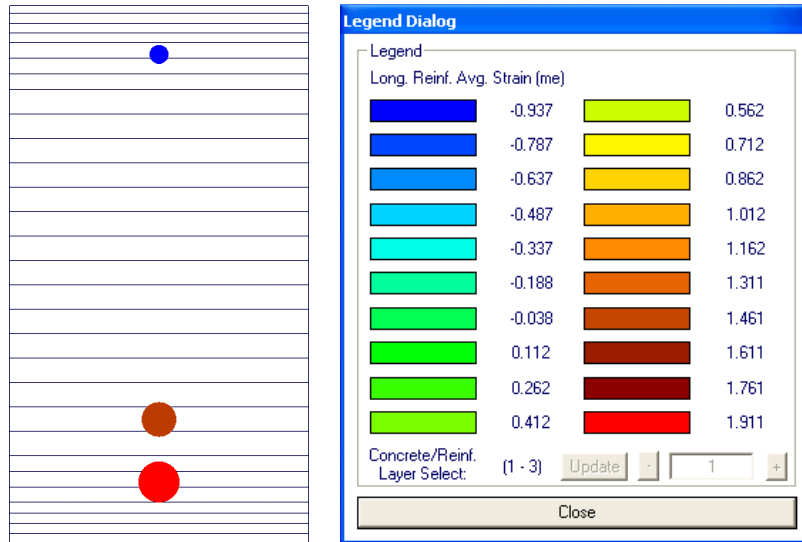 Legend Dialog
Legend
Long. Reinf. Avg. Strain (me)
-0.937 0.562
-0.787 0.712
-0.637 0.862
-0.487 1.012
-0.337 1.162
-0.188 1.311
-0.038 1.461
0.112 1.611
0.262 1.761
0.412 1.911
Concrete/Reinf.
Layer Select: (1 - 3) Update - 1 +
Close